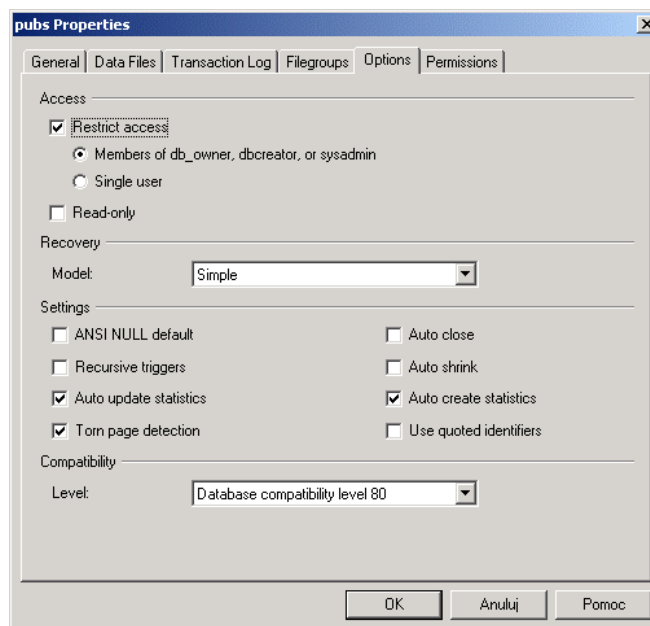 pubs Properties
General Data Files Transaction Log Filegroups Options Permissions
Access
Restrict access
Members of db_owner, dbcreator, or sysadmin
Single user
Read-only
Recovery
Model: Simple
Settings
ANSI NULL default Auto close
Recursive triggers Auto shrink
Auto update statistics Auto create statistics
Torn page detection Use quoted identifiers
Compatibility
Level: Database compatibility level 80
OK Anuluj Pomoc